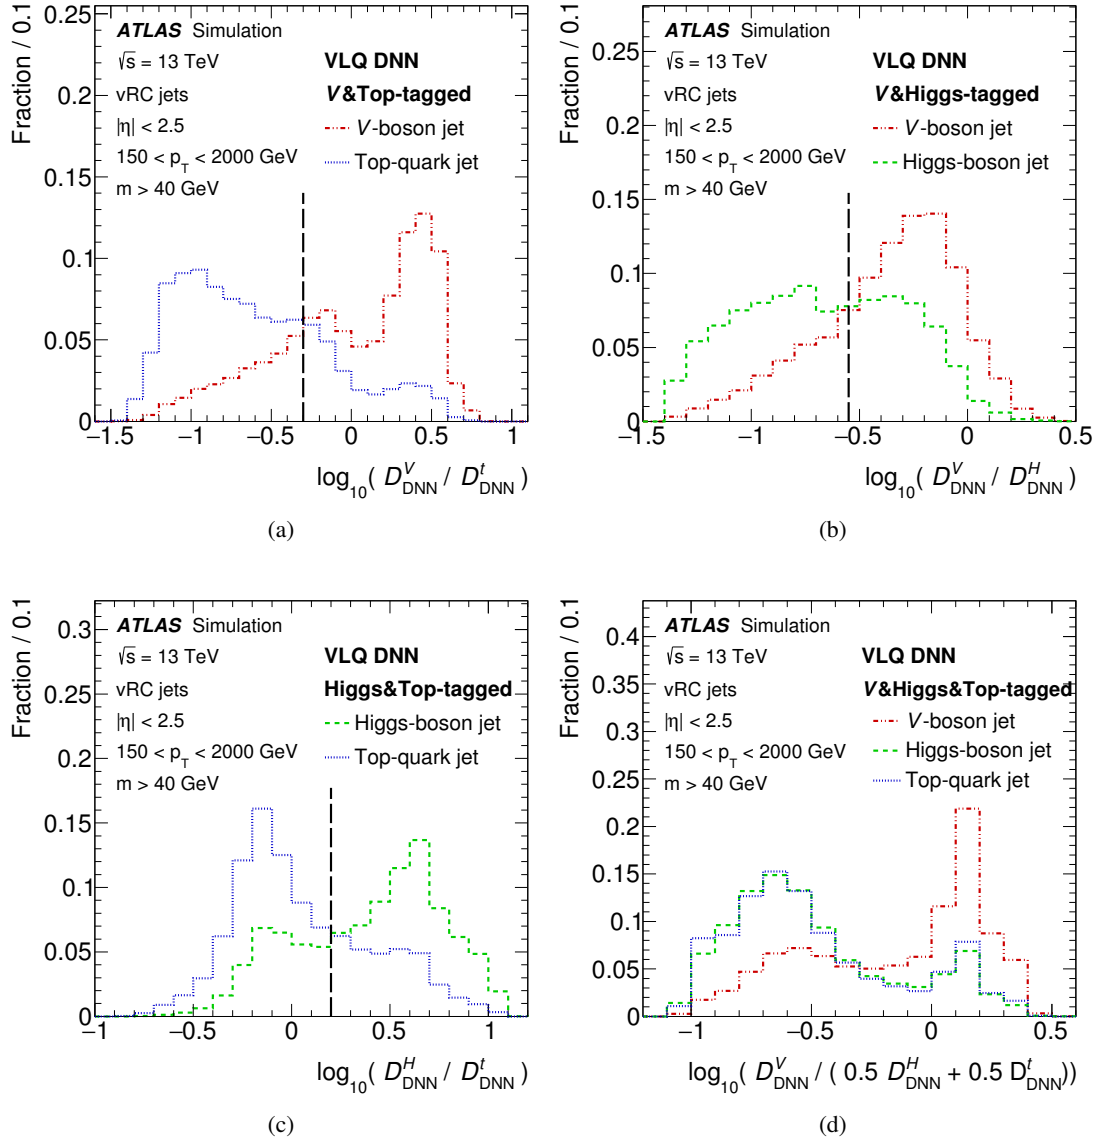 Fraction / 0.1
0.25
0.2
0.15
0.1
0.05
0
ATLAS Simulation
√s = 13 TeV
vRC jets
|η| < 2.5
150 < p_T < 2000 GeV
m > 40 GeV
VLQ DNN
V&Top-tagged
V-boson jet
Top-quark jet
−1.5 −1 −0.5 0 0.5 1
log₁₀( D^V_DNN / D^t_DNN )
(a)
Fraction / 0.1
0.25
0.2
0.15
0.1
0.05
0
ATLAS Simulation
√s = 13 TeV
vRC jets
|η| < 2.5
150 < p_T < 2000 GeV
m > 40 GeV
VLQ DNN
V&Higgs-tagged
V-boson jet
Higgs-boson jet
−1.5 −1 −0.5 0 0.5
log₁₀( D^V_DNN / D^H_DNN )
(b)
Fraction / 0.1
0.3
0.25
0.2
0.15
0.1
0.05
0
ATLAS Simulation
√s = 13 TeV
vRC jets
|η| < 2.5
150 < p_T < 2000 GeV
m > 40 GeV
VLQ DNN
Higgs&Top-tagged
Higgs-boson jet
Top-quark jet
−1 −0.5 0 0.5 1
log₁₀( D^H_DNN / D^t_DNN )
(c)
Fraction / 0.1
0.4
0.35
0.3
0.25
0.2
0.15
0.1
0.05
0
ATLAS Simulation
√s = 13 TeV
vRC jets
|η| < 2.5
150 < p_T < 2000 GeV
m > 40 GeV
VLQ DNN
V&Higgs&Top-tagged
V-boson jet
Higgs-boson jet
Top-quark jet
−1 −0.5 0 0.5
log₁₀( D^V_DNN / ( 0.5 D^H_DNN + 0.5 D^t_DNN))
(d)